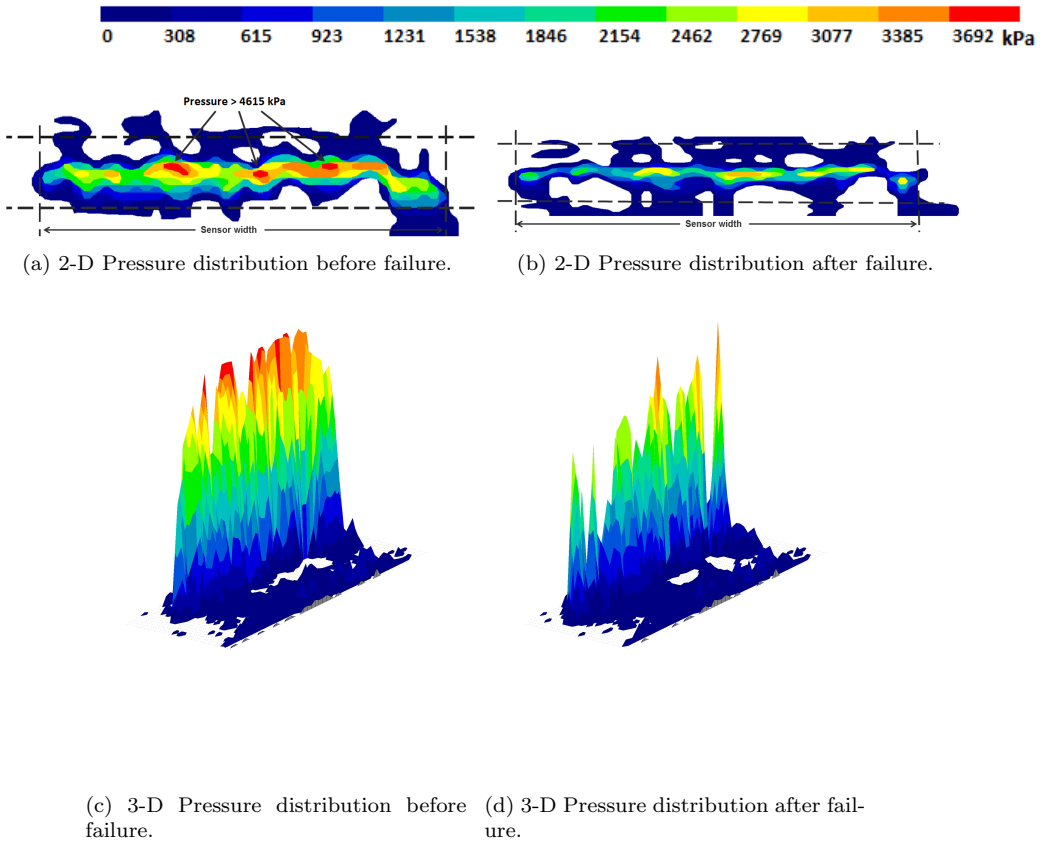 0 308 615 923 1231 1538 1846 2154 2462 2769 3077 3385 3692 kPa
Pressure > 4615 kPa
Sensor width
Sensor width
(a) 2-D Pressure distribution before failure.
(b) 2-D Pressure distribution after failure.
(c) 3-D Pressure distribution before
failure.
(d) 3-D Pressure distribution after fail-
ure.